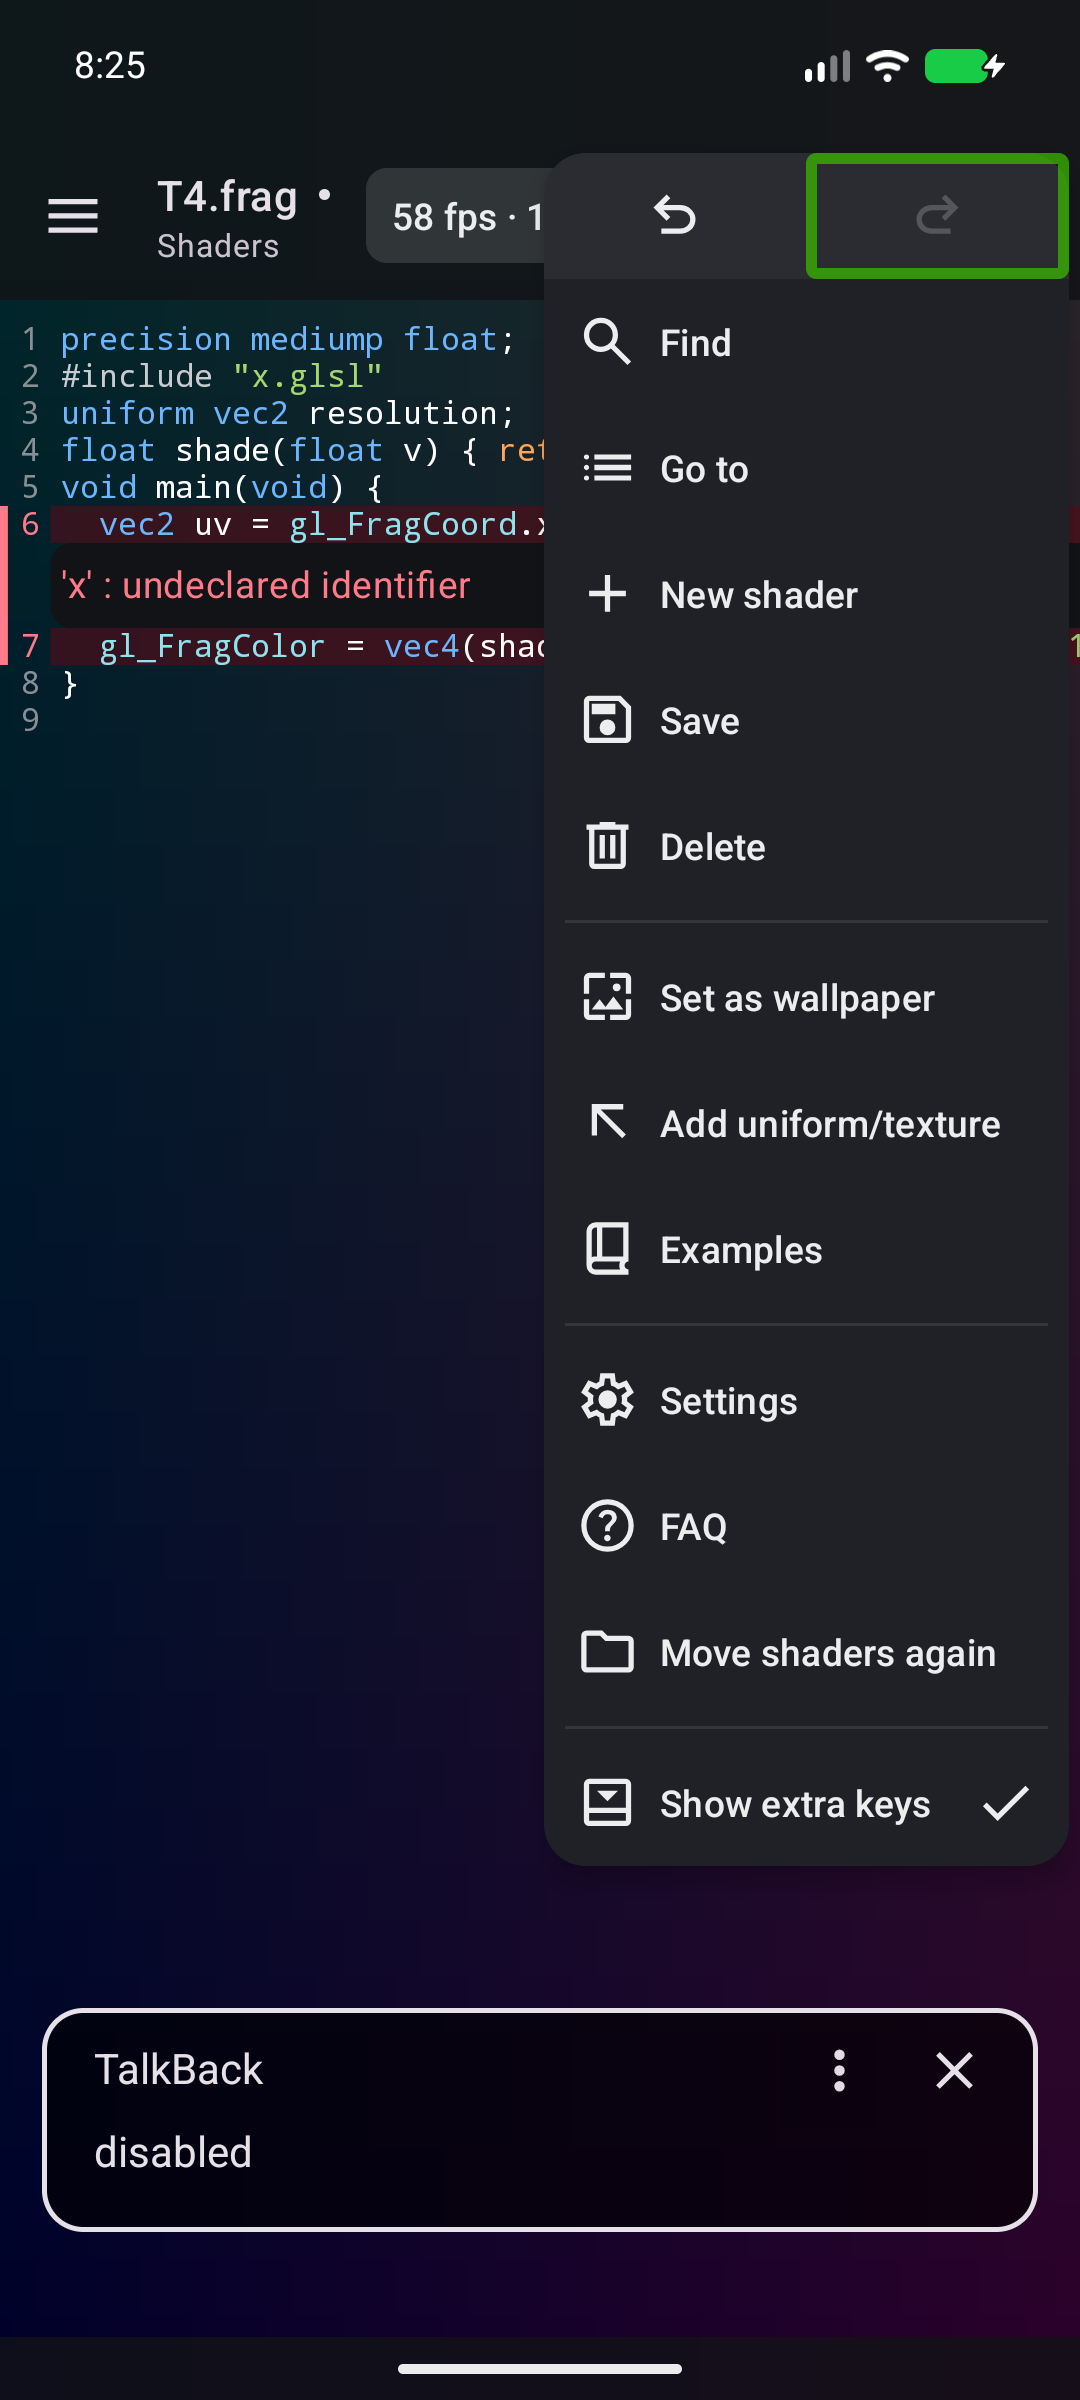 8:25
T4.frag •
Shaders
58 fps · 1
1 precision mediump float;
2 #include "x.glsl"
3 uniform vec2 resolution;
4 float shade(float v) { ret
5 void main(void) {
6 vec2 uv = gl_FragCoord.x
'x' : undeclared identifier
7 gl_FragColor = vec4(shad
8 }
9
Find
Go to
New shader
Save
Delete
Set as wallpaper
Add uniform/texture
Examples
Settings
FAQ
Move shaders again
Show extra keys
TalkBack
disabled